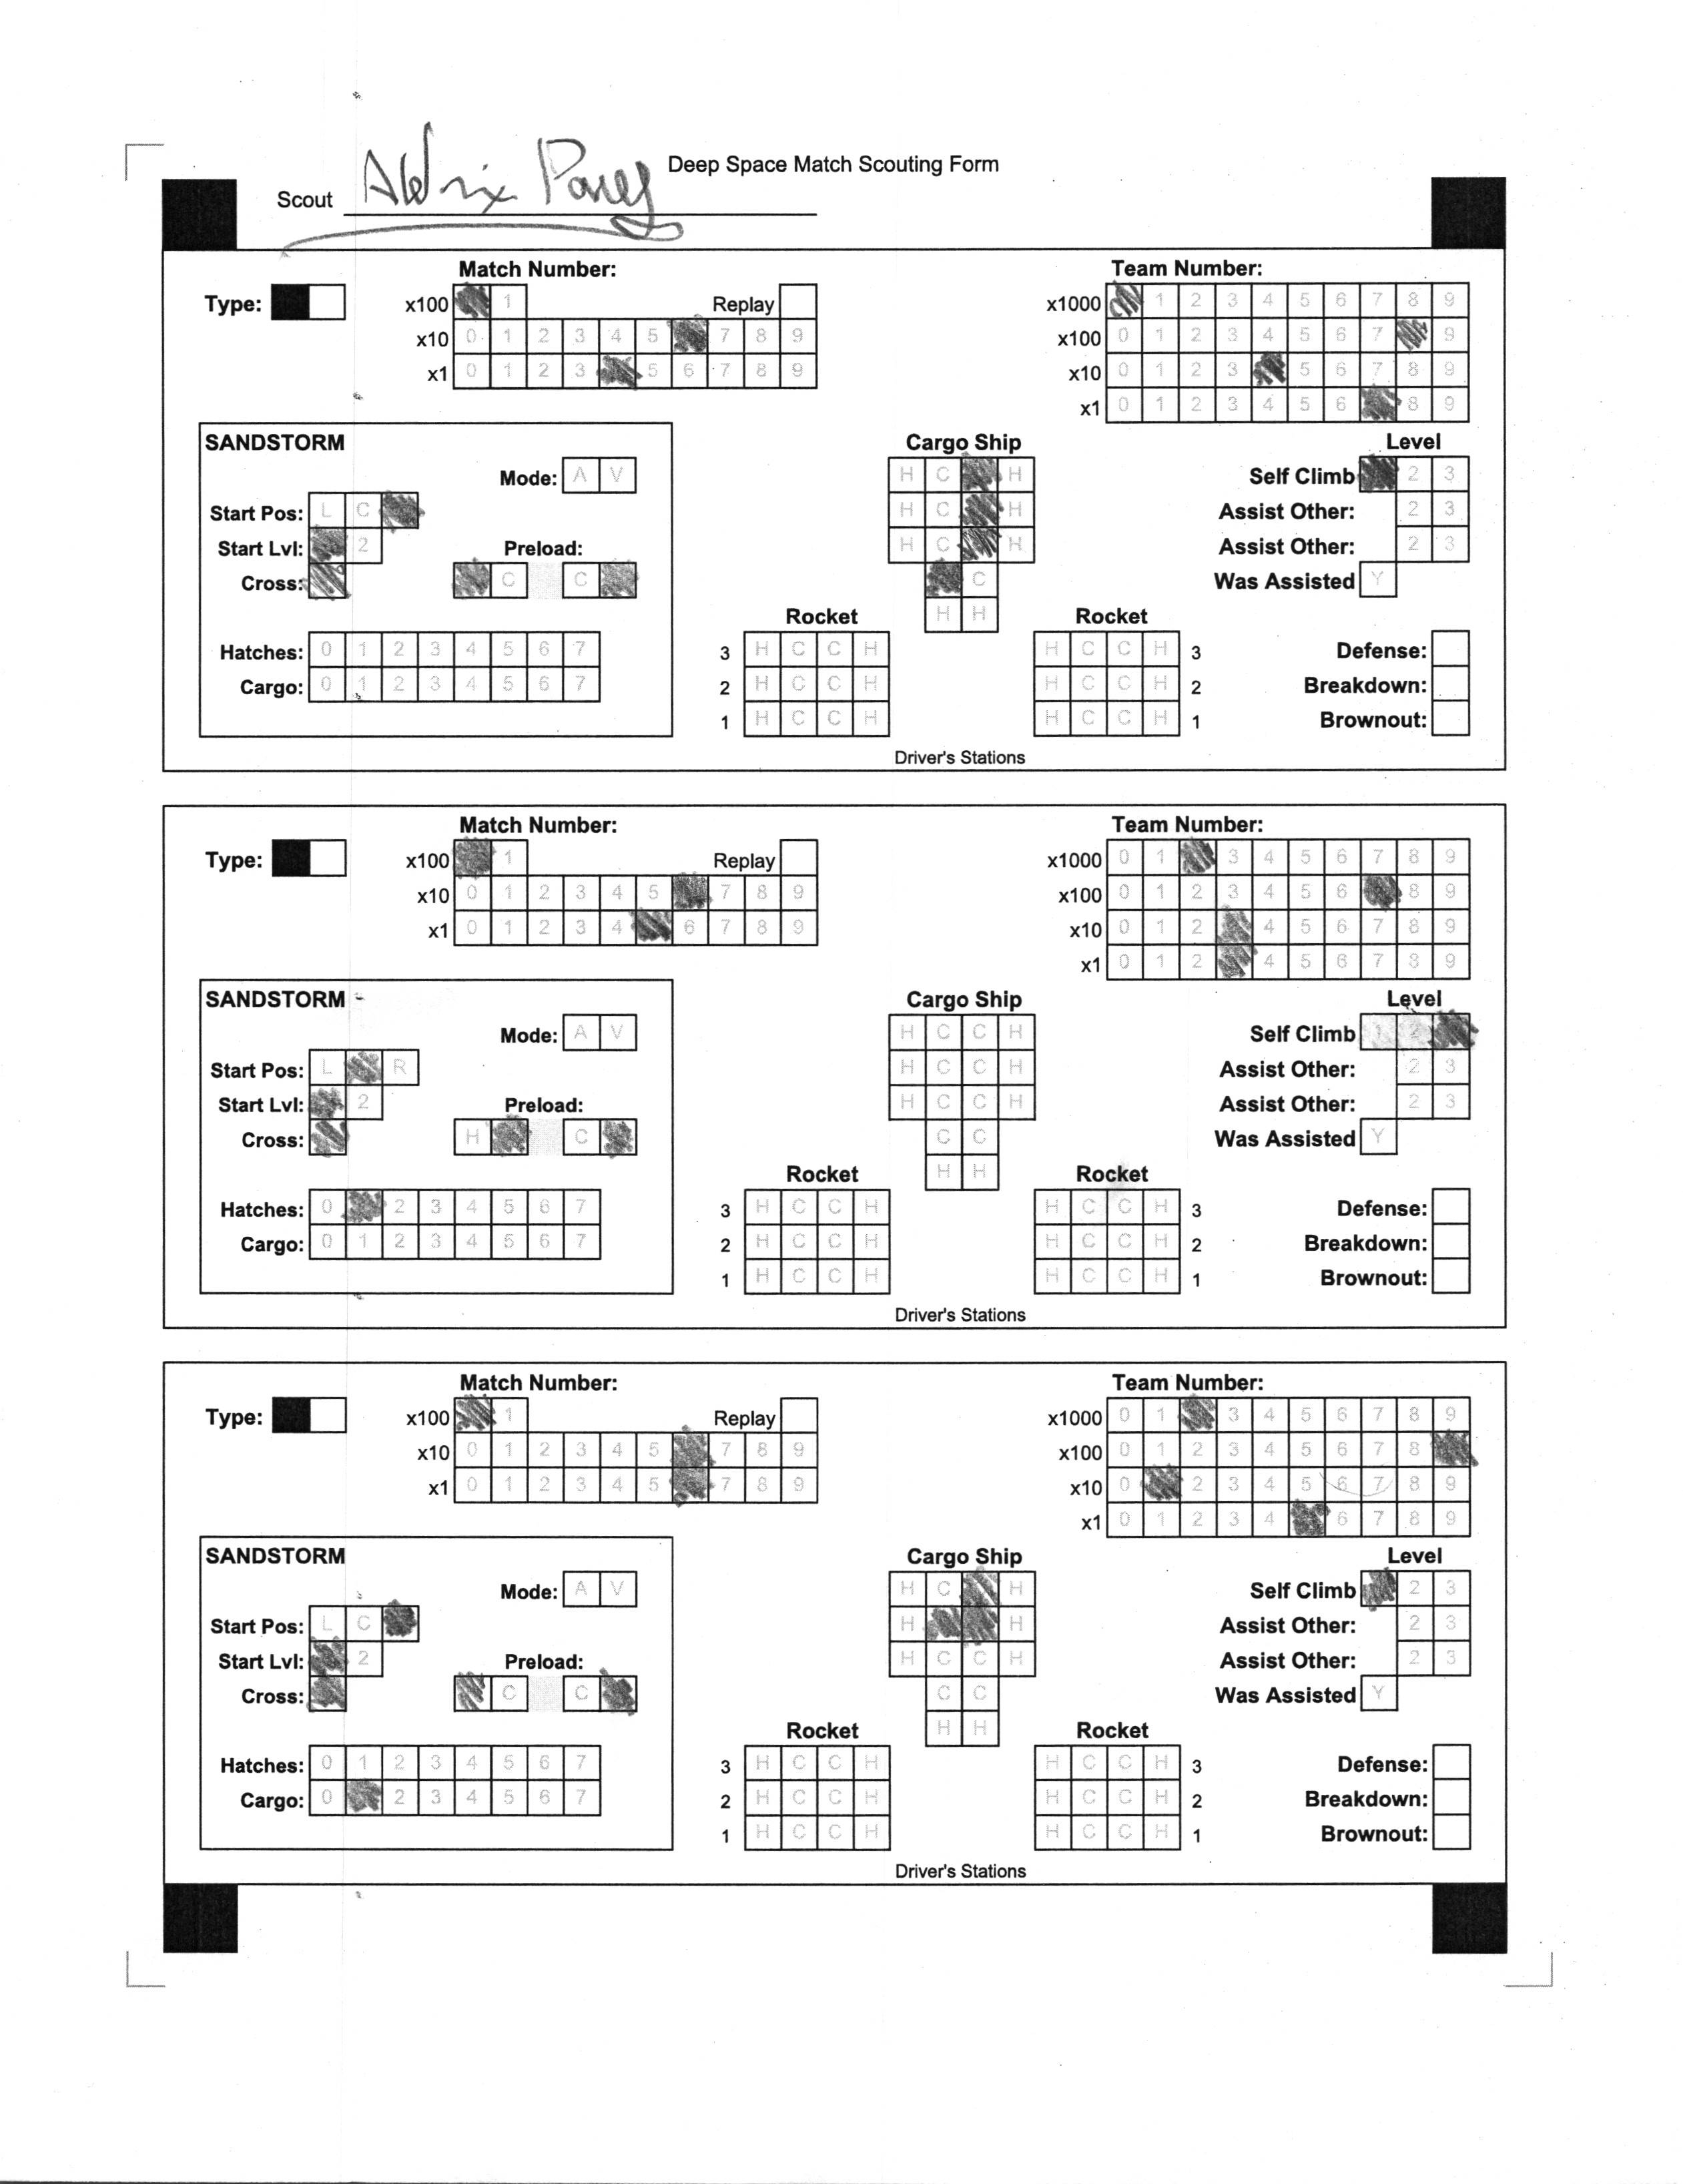 Deep Space Match Scouting Form
Scout
Match Number: Team Number:
Type: x100 1 Replay x1000 1 2 3 4 5 6 7 8 9
x10 0 1 2 3 4 5 7 8 9 x100 0 1 2 3 4 5 6 7 9
x1 0 1 2 3 5 6 7 8 9 x10 0 1 2 3 5 6 7 8 9
x1 0 1 2 3 4 5 6 8 9
SANDSTORM Cargo Ship Level
Mode: A V H C H Self Climb 2 3
Start Pos: L C H C H Assist Other: 2 3
Start Lvl: 2 Preload: H C H Assist Other: 2 3
Cross: C C C Was Assisted Y
H H
Rocket Rocket
Hatches: 0 1 2 3 4 5 6 7 3 H C C H H C C H 3 Defense:
Cargo: 0 1 2 3 4 5 6 7 2 H C C H H C C H 2 Breakdown:
1 H C C H H C C H 1 Brownout:
Driver's Stations
Match Number: Team Number:
Type: x100 1 Replay x1000 0 1 3 4 5 6 7 8 9
x10 0 1 2 3 4 5 7 8 9 x100 0 1 2 3 4 5 6 8 9
x1 0 1 2 3 4 6 7 8 9 x10 0 1 2 4 5 6 7 8 9
x1 0 1 2 4 5 6 7 8 9
SANDSTORM Cargo Ship Level
Mode: A V H C C H Self Climb 1 2
Start Pos: L R H C C H Assist Other: 2 3
Start Lvl: 2 Preload: H C C H Assist Other: 2 3
Cross: H C C C Was Assisted Y
H H
Rocket Rocket
Hatches: 0 2 3 4 5 6 7 3 H C C H H C C H 3 Defense:
Cargo: 0 1 2 3 4 5 6 7 2 H C C H H C C H 2 Breakdown:
1 H C C H H C C H 1 Brownout:
Driver's Stations
Match Number: Team Number:
Type: x100 1 Replay x1000 0 1 3 4 5 6 7 8 9
x10 0 1 2 3 4 5 7 8 9 x100 0 1 2 3 4 5 6 7 8
x1 0 1 2 3 4 5 7 8 9 x10 0 2 3 4 5 6 7 8 9
x1 0 1 2 3 4 6 7 8 9
SANDSTORM Cargo Ship Level
Mode: A V H C H Self Climb 2 3
Start Pos: L C H H Assist Other: 2 3
Start Lvl: 2 Preload: H C C H Assist Other: 2 3
Cross: C C C C Was Assisted Y
H H
Rocket Rocket
Hatches: 0 1 2 3 4 5 6 7 3 H C C H H C C H 3 Defense:
Cargo: 0 2 3 4 5 6 7 2 H C C H H C C H 2 Breakdown:
1 H C C H H C C H 1 Brownout:
Driver's Stations